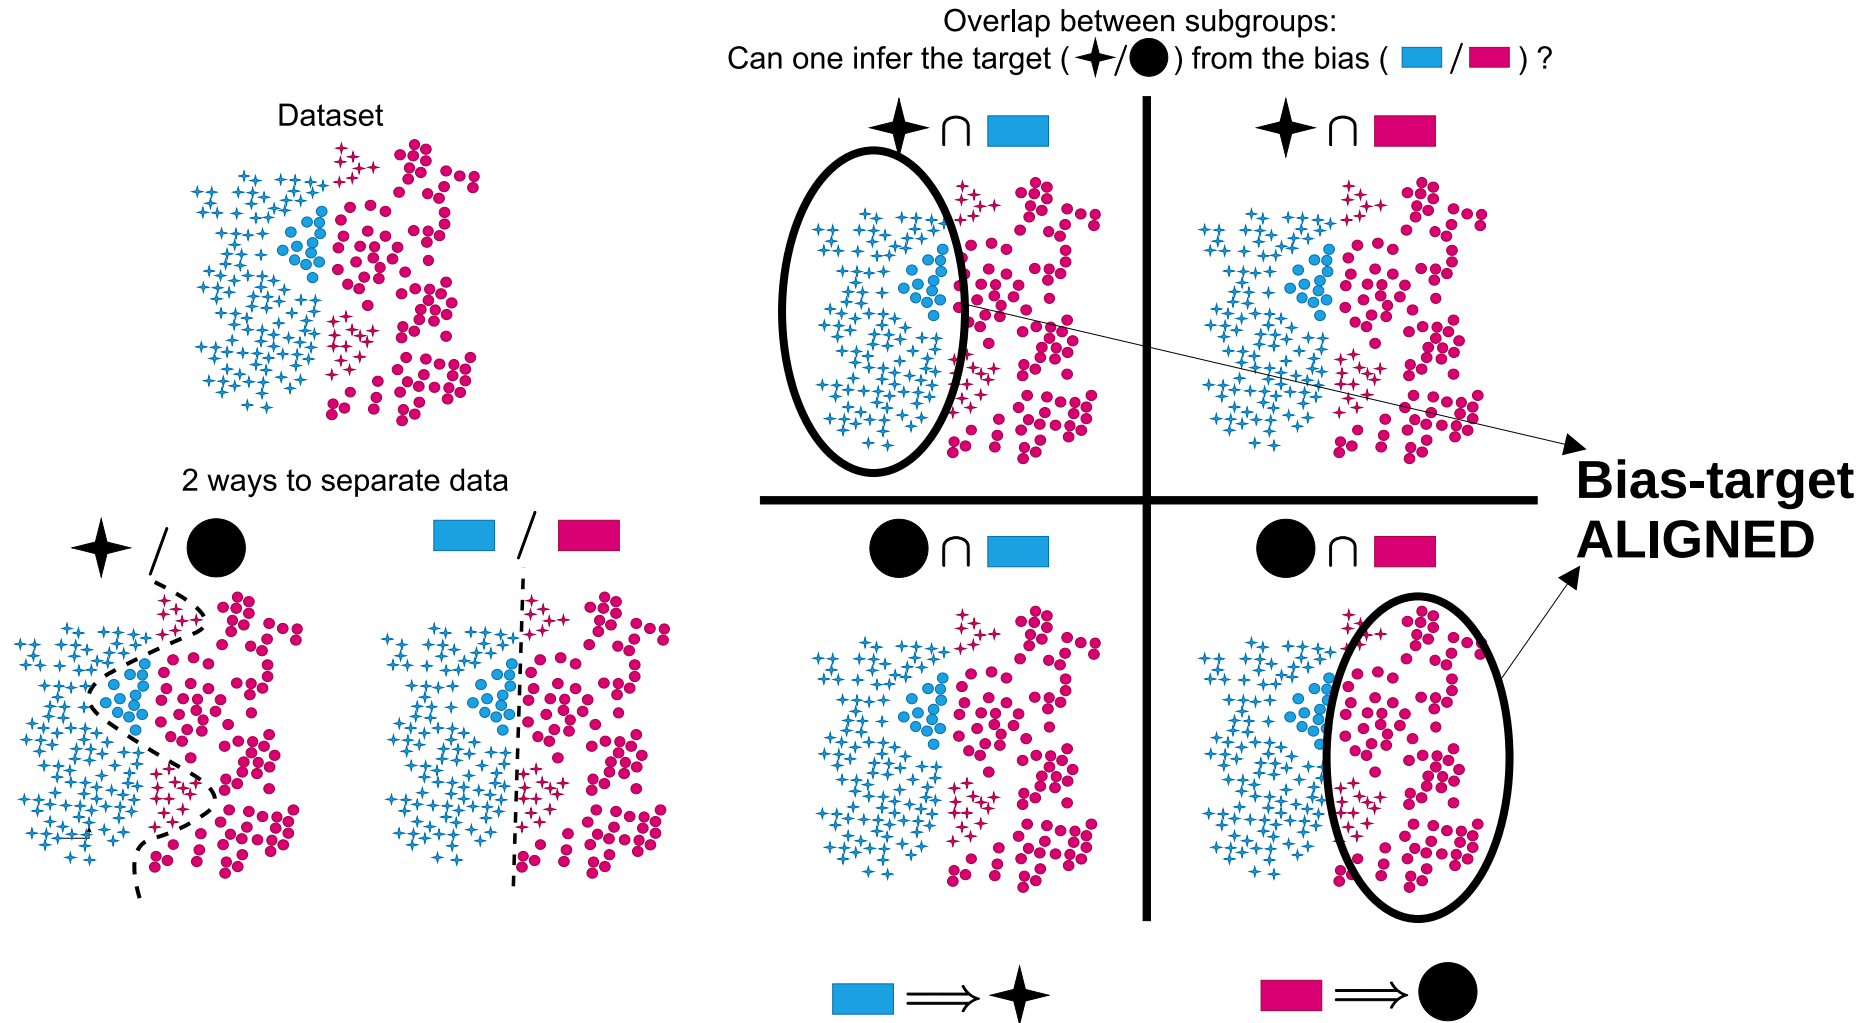 Overlap between subgroups:
Can one infer the target ( / ) from the bias ( / ) ?
Dataset
∩
∩
2 ways to separate data
/
/
∩
∩
Bias-target
ALIGNED
⟹
⟹